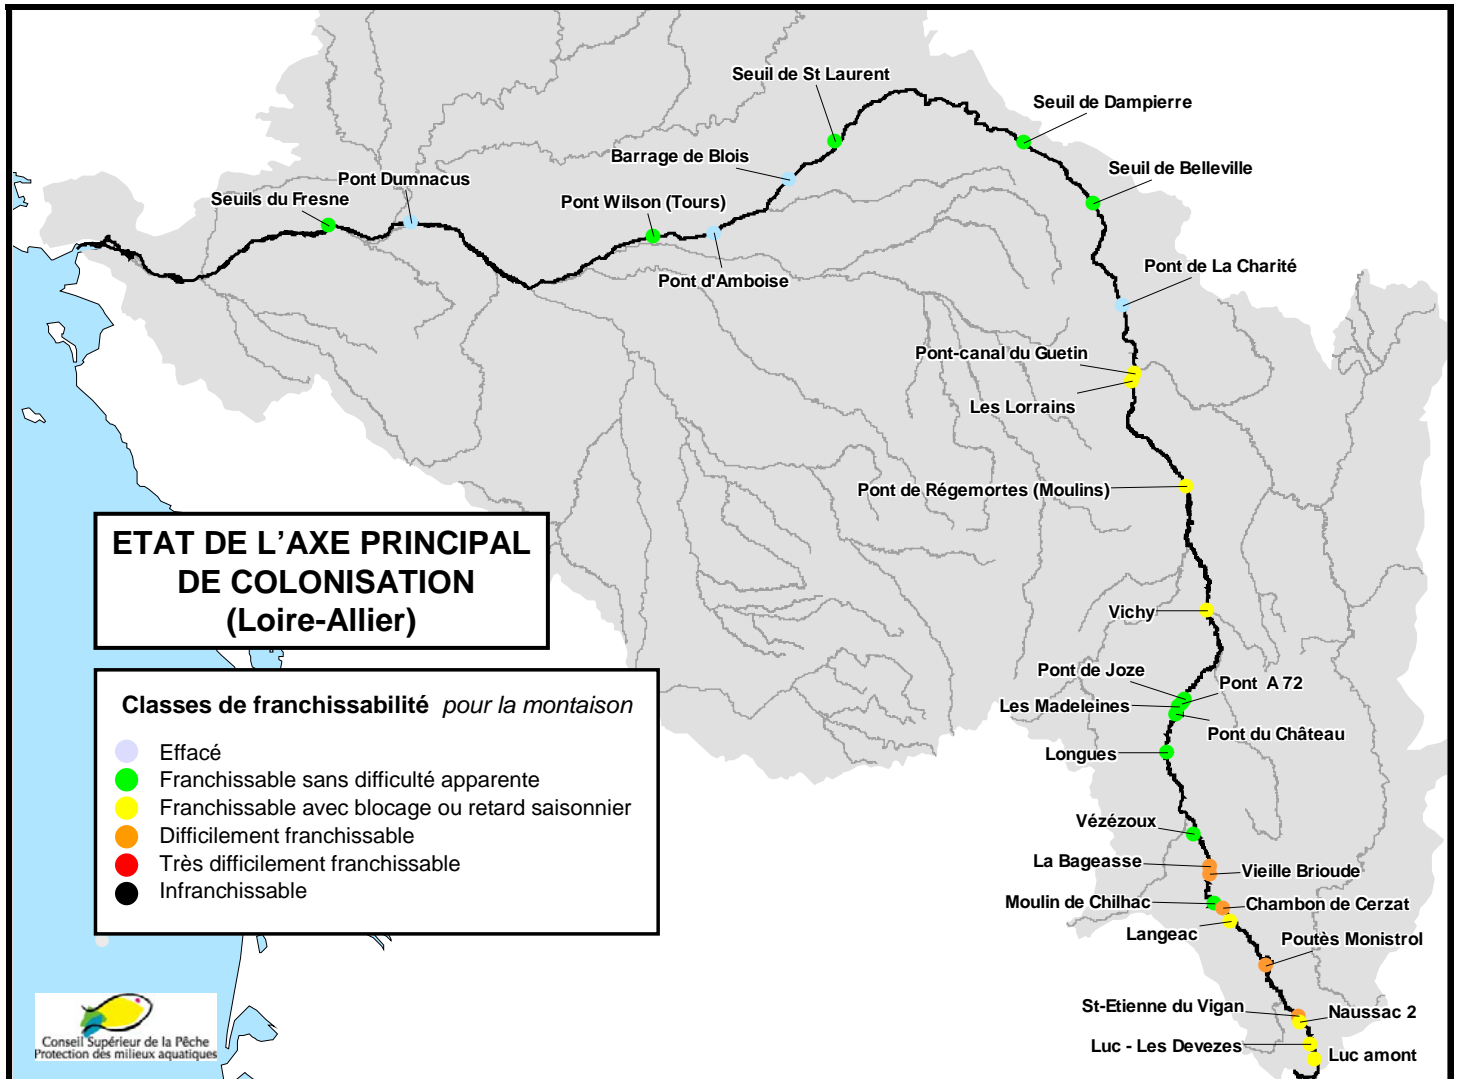 Seuil de St Laurent
Seuil de Dampierre
Barrage de Blois
Seuil de Belleville
Pont Dumnacus
Seuils du Fresne
Pont Wilson (Tours)
Pont d'Amboise
Pont de La Charité
Pont-canal du Guetin
Les Lorrains
Pont de Régemortes (Moulins)
ETAT DE L'AXE PRINCIPAL
DE COLONISATION
(Loire-Allier)
Vichy
Pont de Joze
Pont A 72
Les Madeleines
Pont du Château
Longues
Classes de franchissabilité pour la montaison
Effacé
Franchissable sans difficulté apparente
Franchissable avec blocage ou retard saisonnier
Difficilement franchissable
Très difficilement franchissable
Infranchissable
Vézézoux
La Bageasse
Vieille Brioude
Moulin de Chilhac
Chambon de Cerzat
Langeac
Poutès Monistrol
St-Etienne du Vigan
Naussac 2
Luc - Les Devezes
Luc amont
Conseil Supérieur de la Pêche
Protection des milieux aquatiques